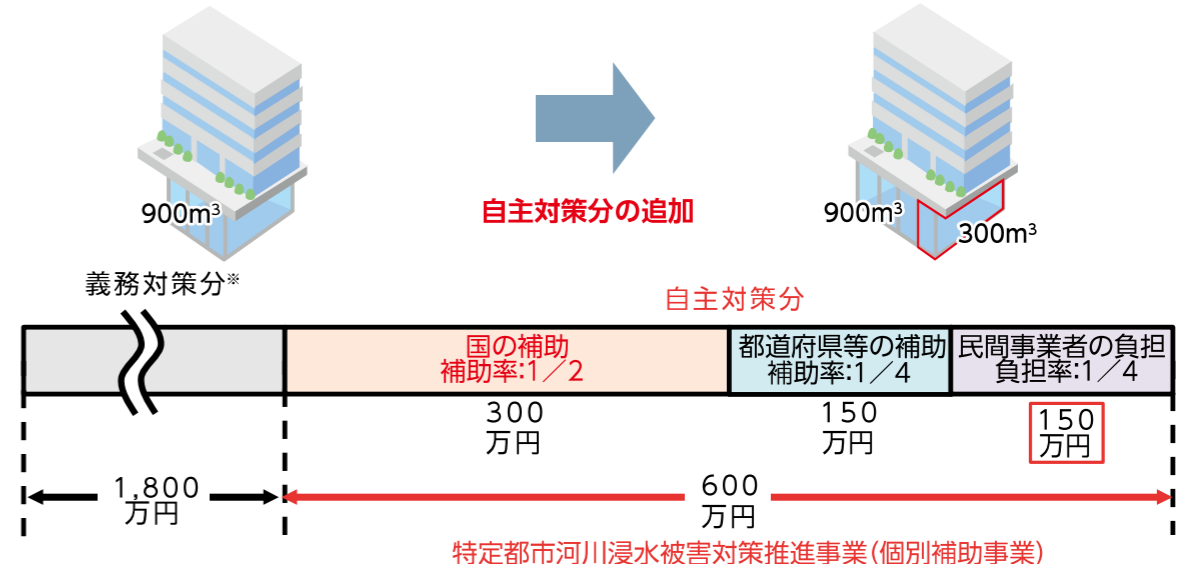 900m³
自主対策分の追加
900m³
300m³
義務対策分※
自主対策分
国の補助
補助率:1／2
都道府県等の補助
補助率:1／4
民間事業者の負担
負担率:1／4
300
万円
150
万円
150
万円
1,800
万円
600
万円
特定都市河川浸水被害対策推進事業(個別補助事業)